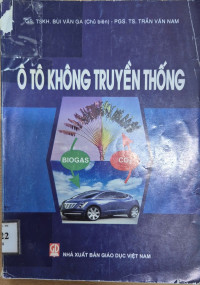 GS. TSKH. BÙI VĂN GA (Chủ biên) - PGS. TS. TRẦN VĂN NAM
Ô TÔ KHÔNG TRUYỀN THỐNG
BIOGAS
22
NHÀ XUẤT BẢN GIÁO DỤC VIỆT NAM